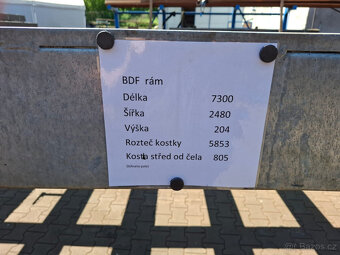 BDF rám
Délka 7300
Šířka 2480
Výška 204
Rozteč kostky 5853
Kostka střed od čela 805